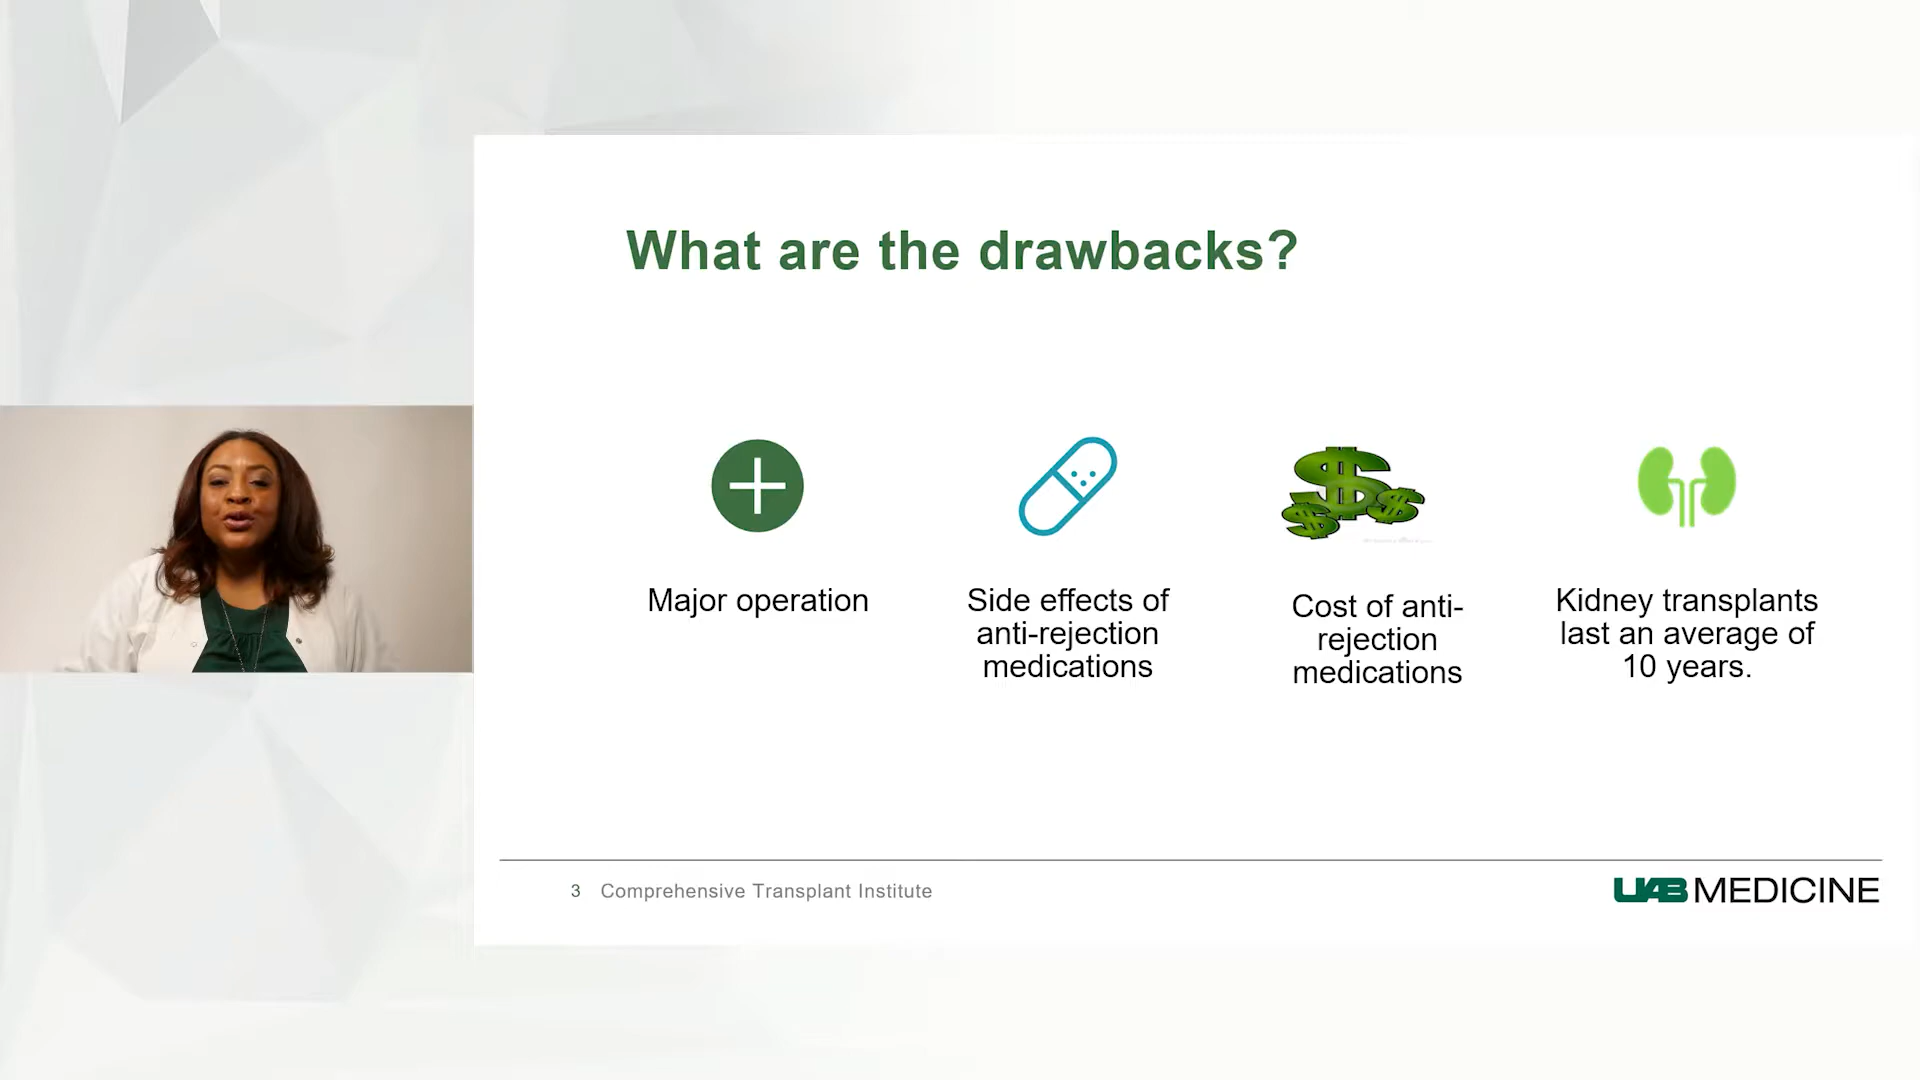 What are the drawbacks?
Major operation
Side effects of
anti-rejection
medications
Cost of anti-
rejection
medications
Kidney transplants
last an average of
10 years.
3 Comprehensive Transplant Institute
UAB MEDICINE